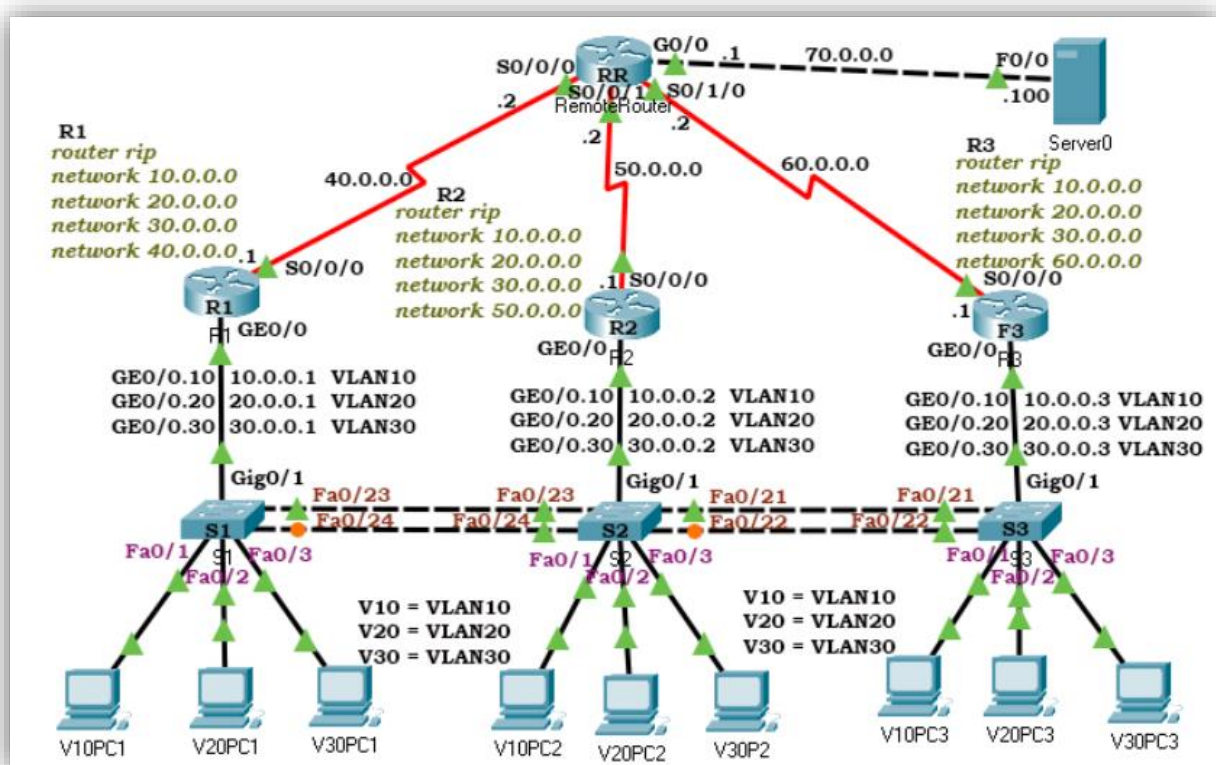 G0/0
.1
70.0.0.0
F0/0
.100
Server0
S0/0/0
RR
S0/0/1
S0/1/0
RemoteRouter
.2
.2
.2
R1
router rip
network 10.0.0.0
network 20.0.0.0
network 30.0.0.0
network 40.0.0.0
40.0.0.0
50.0.0.0
60.0.0.0
R2
router rip
network 10.0.0.0
network 20.0.0.0
network 30.0.0.0
network 50.0.0.0
R3
router rip
network 10.0.0.0
network 20.0.0.0
network 30.0.0.0
network 60.0.0.0
.1
S0/0/0
R1
GE0/0
.1
S0/0/0
R2
GE0/0
R2
S0/0/0
.1
F3
GE0/0
R3
GE0/0.10 10.0.0.1 VLAN10
GE0/0.20 20.0.0.1 VLAN20
GE0/0.30 30.0.0.1 VLAN30
GE0/0.10 10.0.0.2 VLAN10
GE0/0.20 20.0.0.2 VLAN20
GE0/0.30 30.0.0.2 VLAN30
GE0/0.10 10.0.0.3 VLAN10
GE0/0.20 20.0.0.3 VLAN20
GE0/0.30 30.0.0.3 VLAN30
Gig0/1
Gig0/1
Gig0/1
Fa0/23
Fa0/23
Fa0/21
Fa0/21
Fa0/24
Fa0/24
Fa0/22
Fa0/22
S1
S2
S3
Fa0/1
Fa0/2
Fa0/3
S1
Fa0/1
Fa0/2
Fa0/3
S2
Fa0/1
Fa0/2
Fa0/3
S3
V10 = VLAN10
V20 = VLAN20
V30 = VLAN30
V10 = VLAN10
V20 = VLAN20
V30 = VLAN30
V10PC1
V20PC1
V30PC1
V10PC2
V20PC2
V30P2
V10PC3
V20PC3
V30PC3